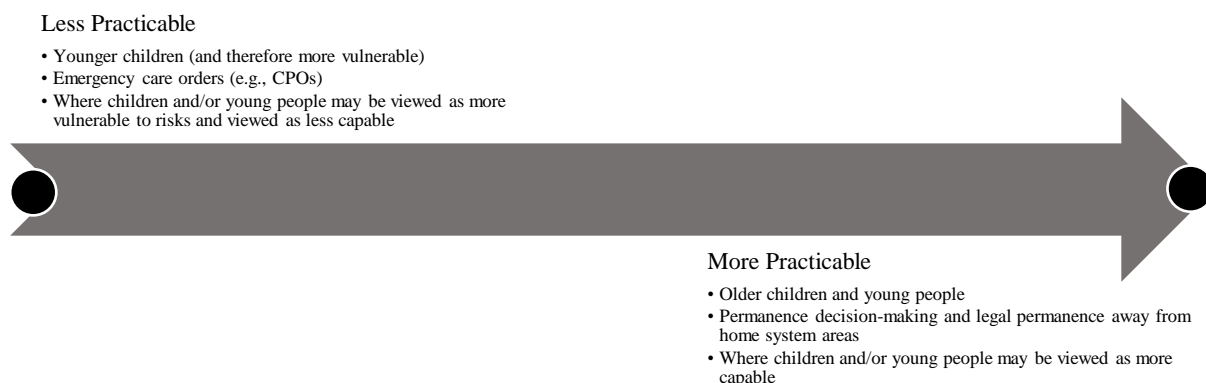 Less Practicable
• Younger children (and therefore more vulnerable)
• Emergency care orders (e.g., CPOs)
• Where children and/or young people may be viewed as more
vulnerable to risks and viewed as less capable
More Practicable
• Older children and young people
• Permanence decision-making and legal permanence away from
home system areas
• Where children and/or young people may be viewed as more
capable